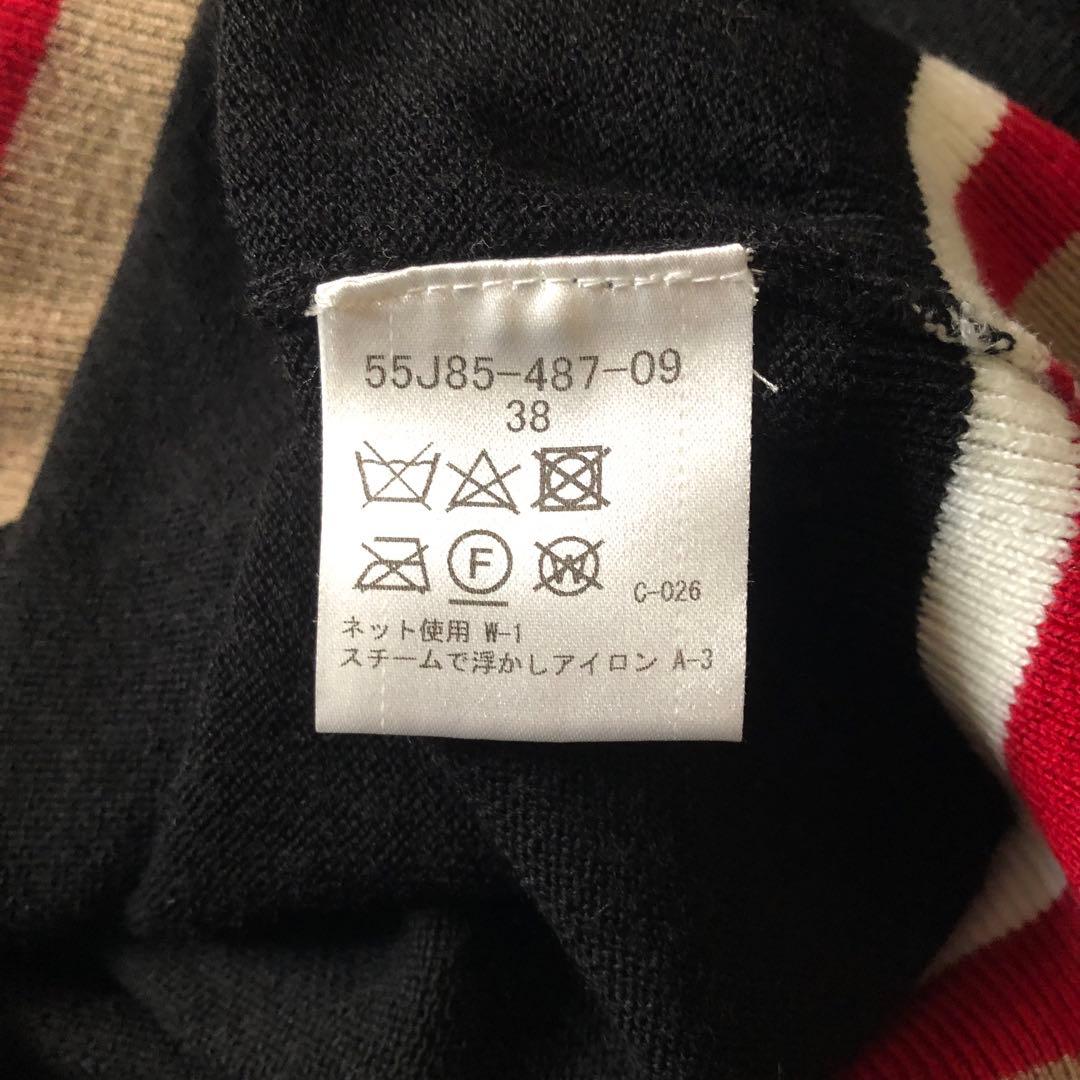 55J85-487-09
38
F W
C-026
ネット使用 W-1
スチームで浮かしアイロン A-3